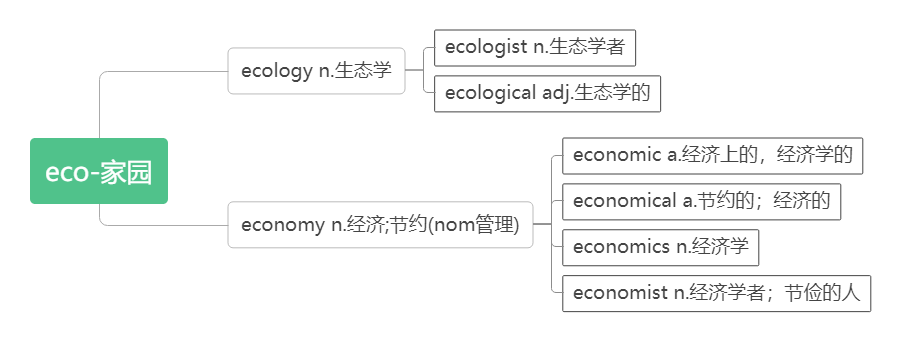 eco-家园
ecology n.生态学
ecologist n.生态学者
ecological adj.生态学的
economy n.经济;节约(nom管理)
economic a.经济上的，经济学的
economical a.节约的；经济的
economics n.经济学
economist n.经济学者；节俭的人